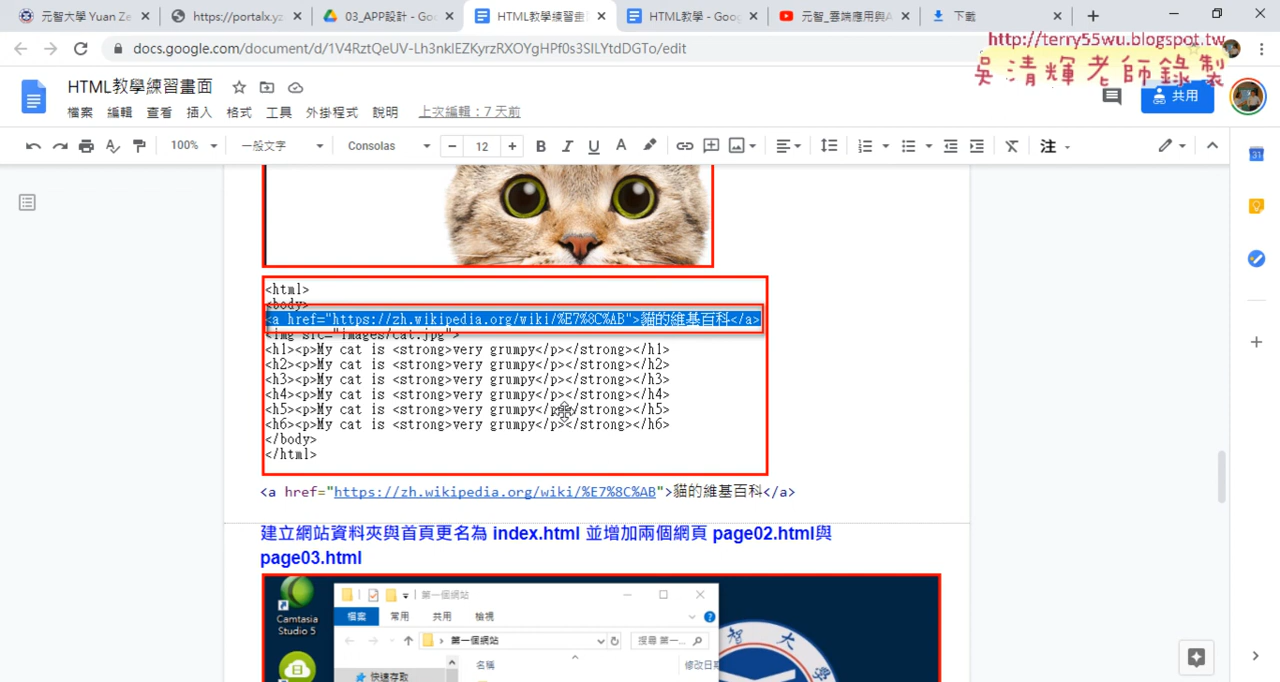 元智大學 Yuan Ze
https://portalx.yz
03_APP設計 - Goo
HTML教學練習畫面
HTML教學 - Goog
元智_雲端應用與A
下載
docs.google.com/document/d/1V4RztQeUV-Lh3nkIEZKyrzRXOYgHPf0s3SILYtdDGTo/edit
http://terry55wu.blogspot.tw
吳清輝老師錄製
HTML教學練習畫面
檔案 編輯 查看 插入 格式 工具 外掛程式 說明 上次編輯：7 天前
共用
100% 一般文字 Consolas 12 B I U A 注
31
<html>
<body>
<a href="https://zh.wikipedia.org/wiki/%E7%8C%AB">貓的維基百科</a>
<img src="images/cat.jpg">
<h1><p>My cat is <strong>very grumpy</p></strong></h1>
<h2><p>My cat is <strong>very grumpy</p></strong></h2>
<h3><p>My cat is <strong>very grumpy</p></strong></h3>
<h4><p>My cat is <strong>very grumpy</p></strong></h4>
<h5><p>My cat is <strong>very grumpy</p></strong></h5>
<h6><p>My cat is <strong>very grumpy</p></strong></h6>
</body>
</html>
<a href="https://zh.wikipedia.org/wiki/%E7%8C%AB">貓的維基百科</a>
建立網站資料夾與首頁更名為 index.html 並增加兩個網頁 page02.html與
page03.html
Camtasia
Studio 5
第一個網站
檔案 常用 共用 檢視
第一個網站
搜尋 第一...
名稱
修改日期
快速存取
智大